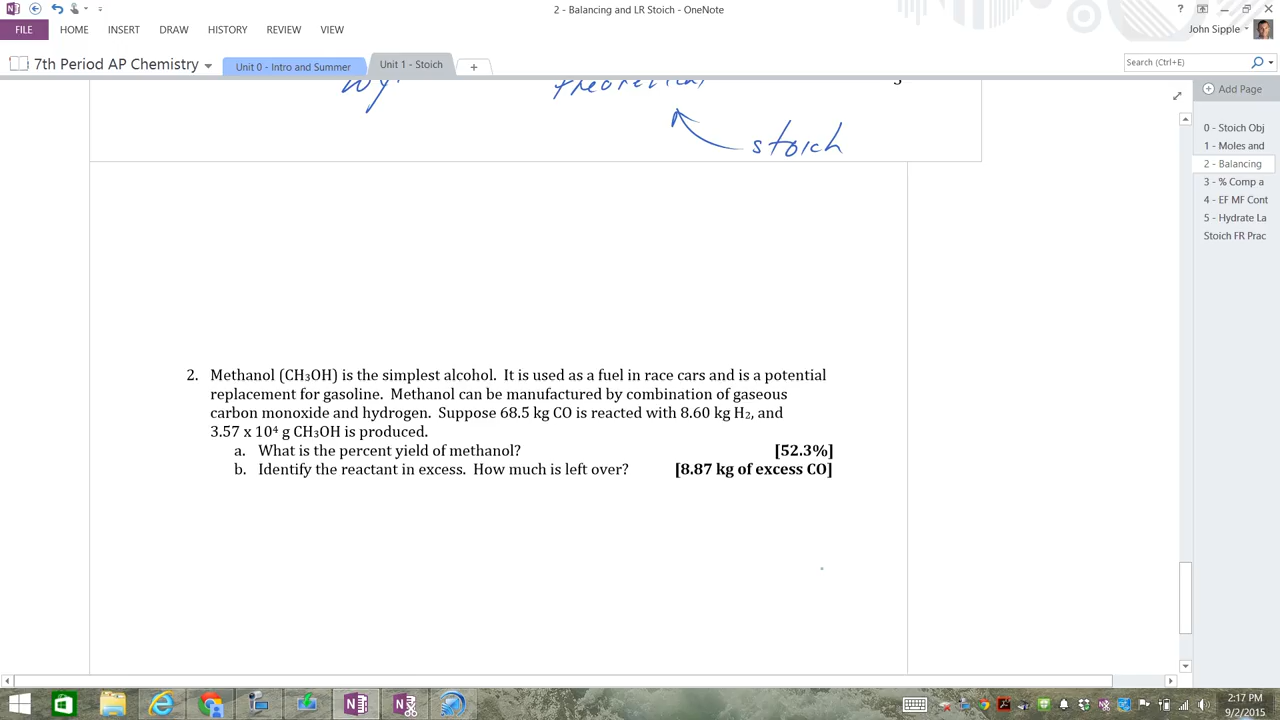 2 - Balancing and LR Stoich - OneNote
FILE HOME INSERT DRAW HISTORY REVIEW VIEW
John Sipple
7th Period AP Chemistry
Unit 0 - Intro and Summer
Unit 1 - Stoich
Search (Ctrl+E)
Add Page
theoretical
stoich
0 - Stoich Obj
1 - Moles and
2 - Balancing
3 - % Comp a
4 - EF MF Cont
5 - Hydrate La
Stoich FR Prac
2. Methanol (CH₃OH) is the simplest alcohol. It is used as a fuel in race cars and is a potential
replacement for gasoline. Methanol can be manufactured by combination of gaseous
carbon monoxide and hydrogen. Suppose 68.5 kg CO is reacted with 8.60 kg H₂, and
3.57 x 10⁴ g CH₃OH is produced.
a. What is the percent yield of methanol? [52.3%]
b. Identify the reactant in excess. How much is left over? [8.87 kg of excess CO]
2:17 PM
9/2/2015